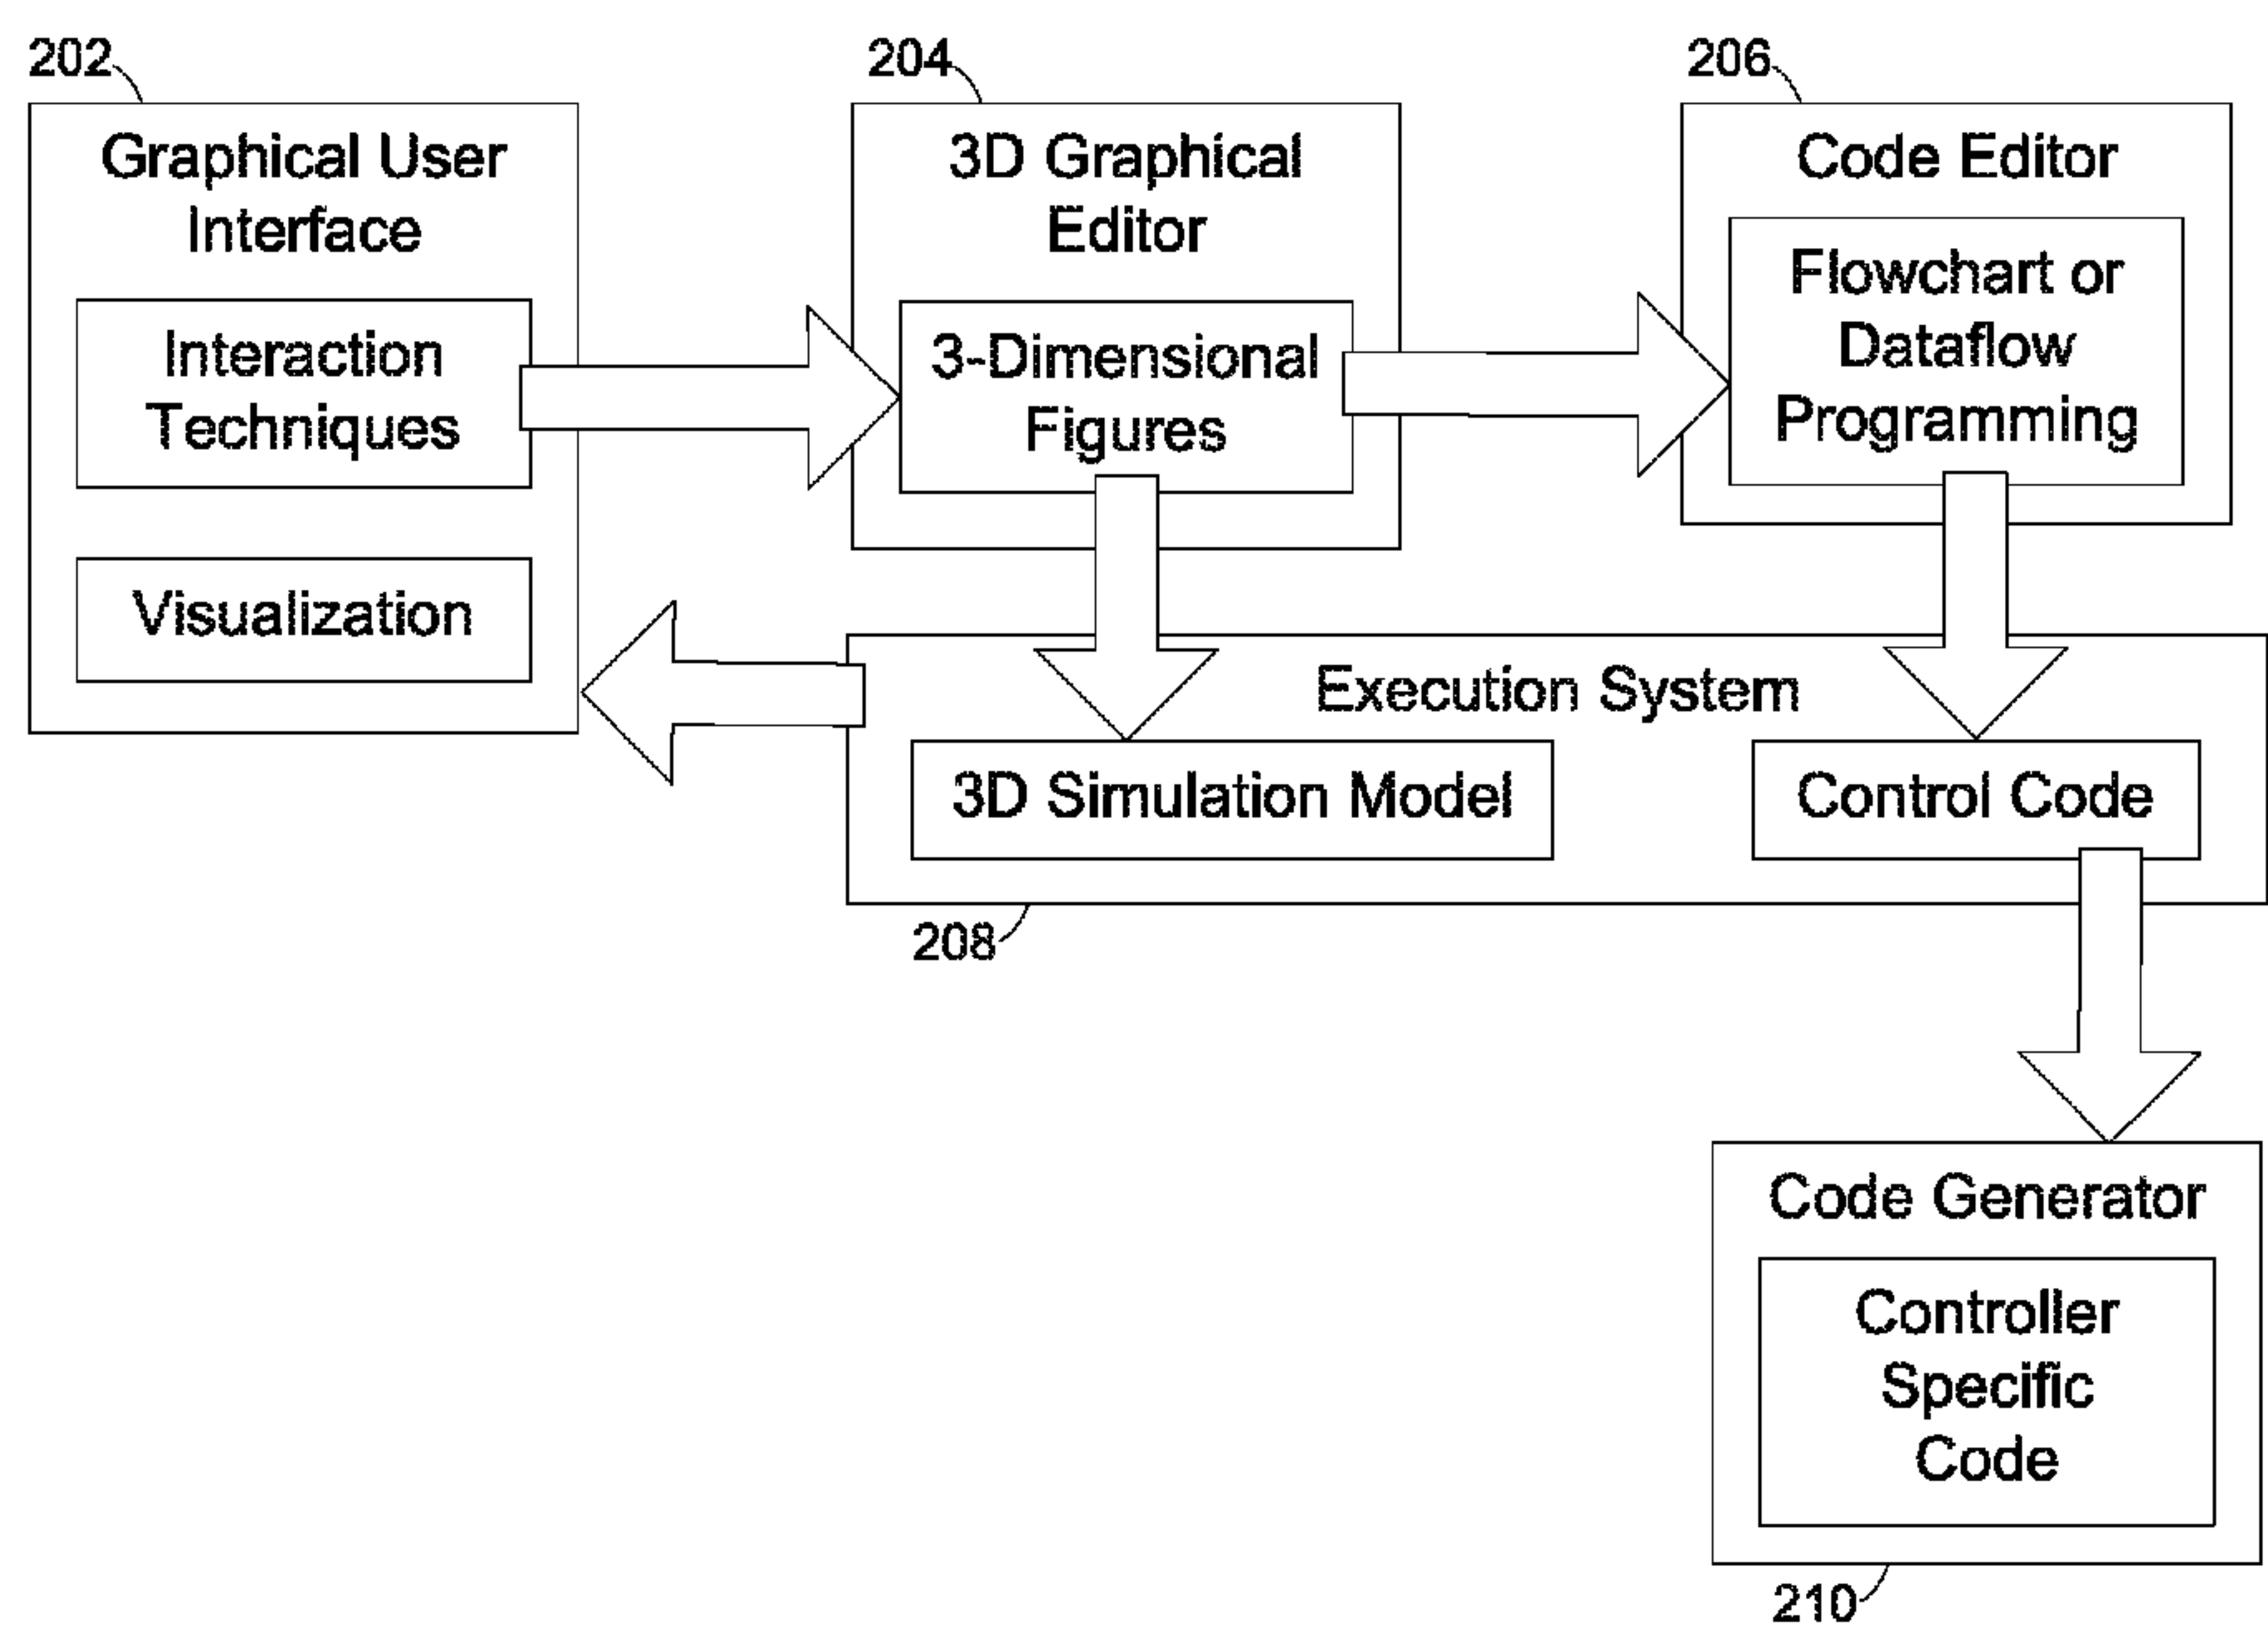 202
Graphical User
Interface
Interaction
Techniques
Visualization
204
3D Graphical
Editor
3-Dimensional
Figures
206
Code Editor
Flowchart or
Dataflow
Programming
Execution System
3D Simulation Model
Control Code
208
Code Generator
Controller
Specific
Code
210